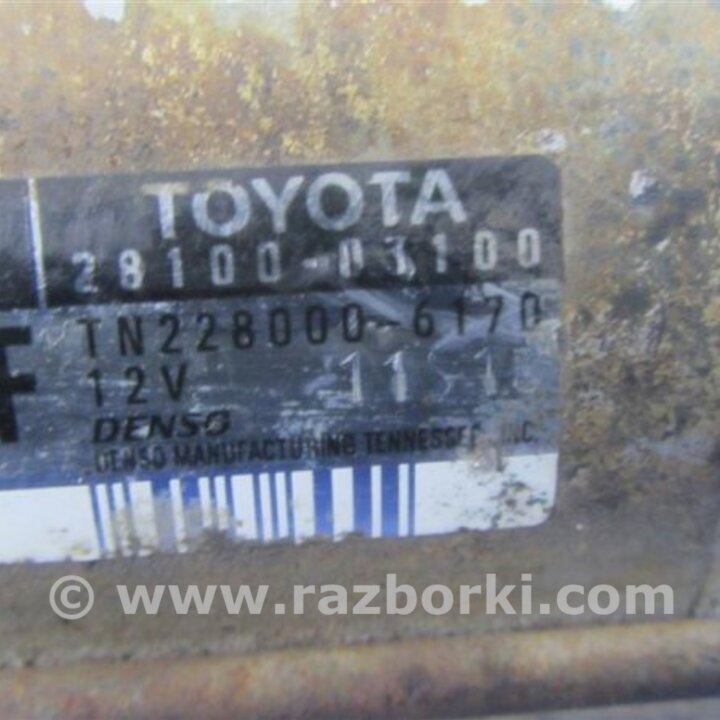 TOYOTA
28100-03100
TN228000-6170
12V
DENSO
DENSO MANUFACTURING TENNESSEE, INC.
© www.razborki.com